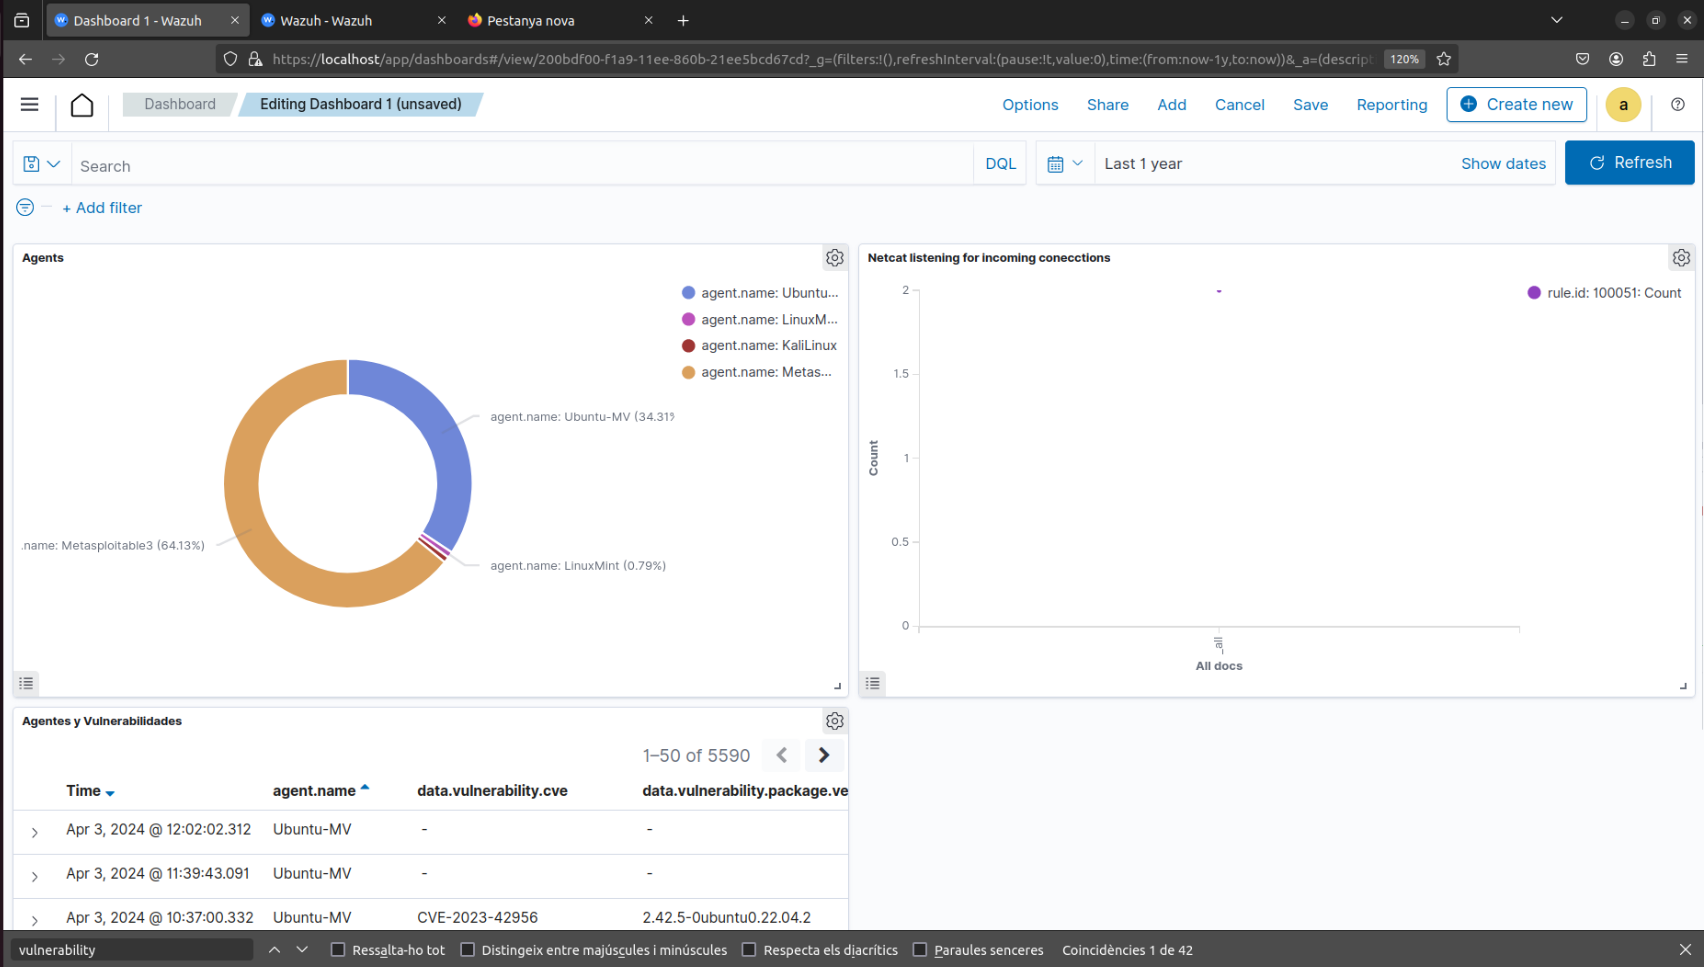 Dashboard 1 - Wazuh
Wazuh - Wazuh
Pestanya nova
https://localhost/app/dashboards#/view/200bdf00-f1a9-11ee-860b-21ee5bcd67cd?_g=(filters:!(),refreshInterval:(pause:!t,value:0),time:(from:now-1y,to:now))&_a=(descript
120%
Dashboard
Editing Dashboard 1 (unsaved)
Options
Share
Add
Cancel
Save
Reporting
Create new
a
Search
DQL
Last 1 year
Show dates
Refresh
+ Add filter
Agents
agent.name: Ubuntu...
agent.name: LinuxM...
agent.name: KaliLinux
agent.name: Metas...
agent.name: Ubuntu-MV (34.31%
.name: Metasploitable3 (64.13%)
agent.name: LinuxMint (0.79%)
Netcat listening for incoming conecctions
rule.id: 100051: Count
2
1.5
1
0.5
0
Count
_all
All docs
Agentes y Vulnerabilidades
1–50 of 5590
Time
agent.name
data.vulnerability.cve
data.vulnerability.package.ve
Apr 3, 2024 @ 12:02:02.312 Ubuntu-MV - -
Apr 3, 2024 @ 11:39:43.091 Ubuntu-MV - -
Apr 3, 2024 @ 10:37:00.332 Ubuntu-MV CVE-2023-42956 2.42.5-0ubuntu0.22.04.2
vulnerability
Ressalta-ho tot
Distingeix entre majúscules i minúscules
Respecta els diacrítics
Paraules senceres
Coincidències 1 de 42